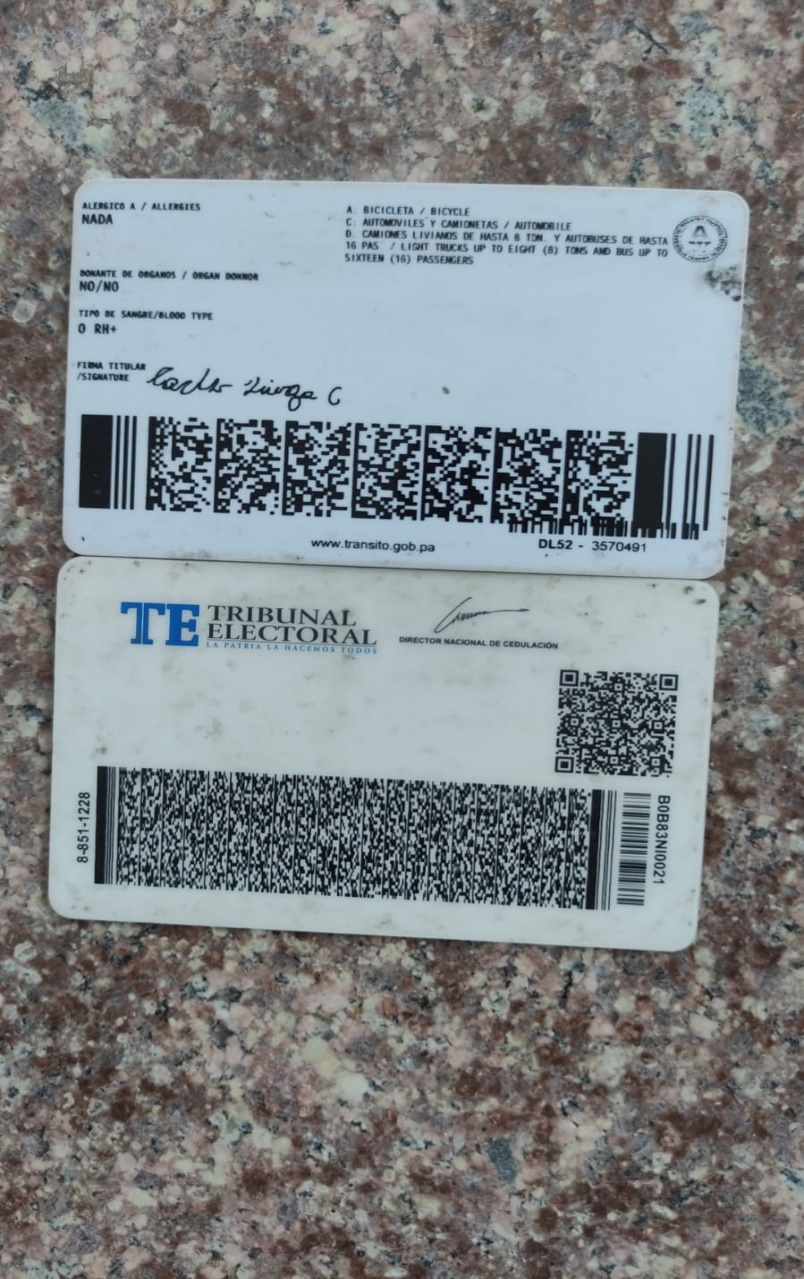 ALERGICO A / ALLERGIES
NADA
A: BICICLETA / BICYCLE
C: AUTOMOVILES Y CAMIONETAS / AUTOMOBILE
D: CAMIONES LIVIANOS DE HASTA 8 TON. Y AUTOBUSES DE HASTA
16 PAS / LIGHT TRUCKS UP TO EIGHT (8) TONS AND BUS UP TO
SIXTEEN (16) PASSENGERS
DONANTE DE ORGANOS / ORGAN DONNOR
NO/NO
TIPO DE SANGRE/BLOOD TYPE
O RH+
FIRMA TITULAR
/SIGNATURE
C
www.transito.gob.pa
DL52 - 3570491
TE TRIBUNAL
ELECTORAL
LA PATRIA LA HACEMOS TODOS
DIRECTOR NACIONAL DE CEDULACIÓN
8-851-1228
B0B83NI0021